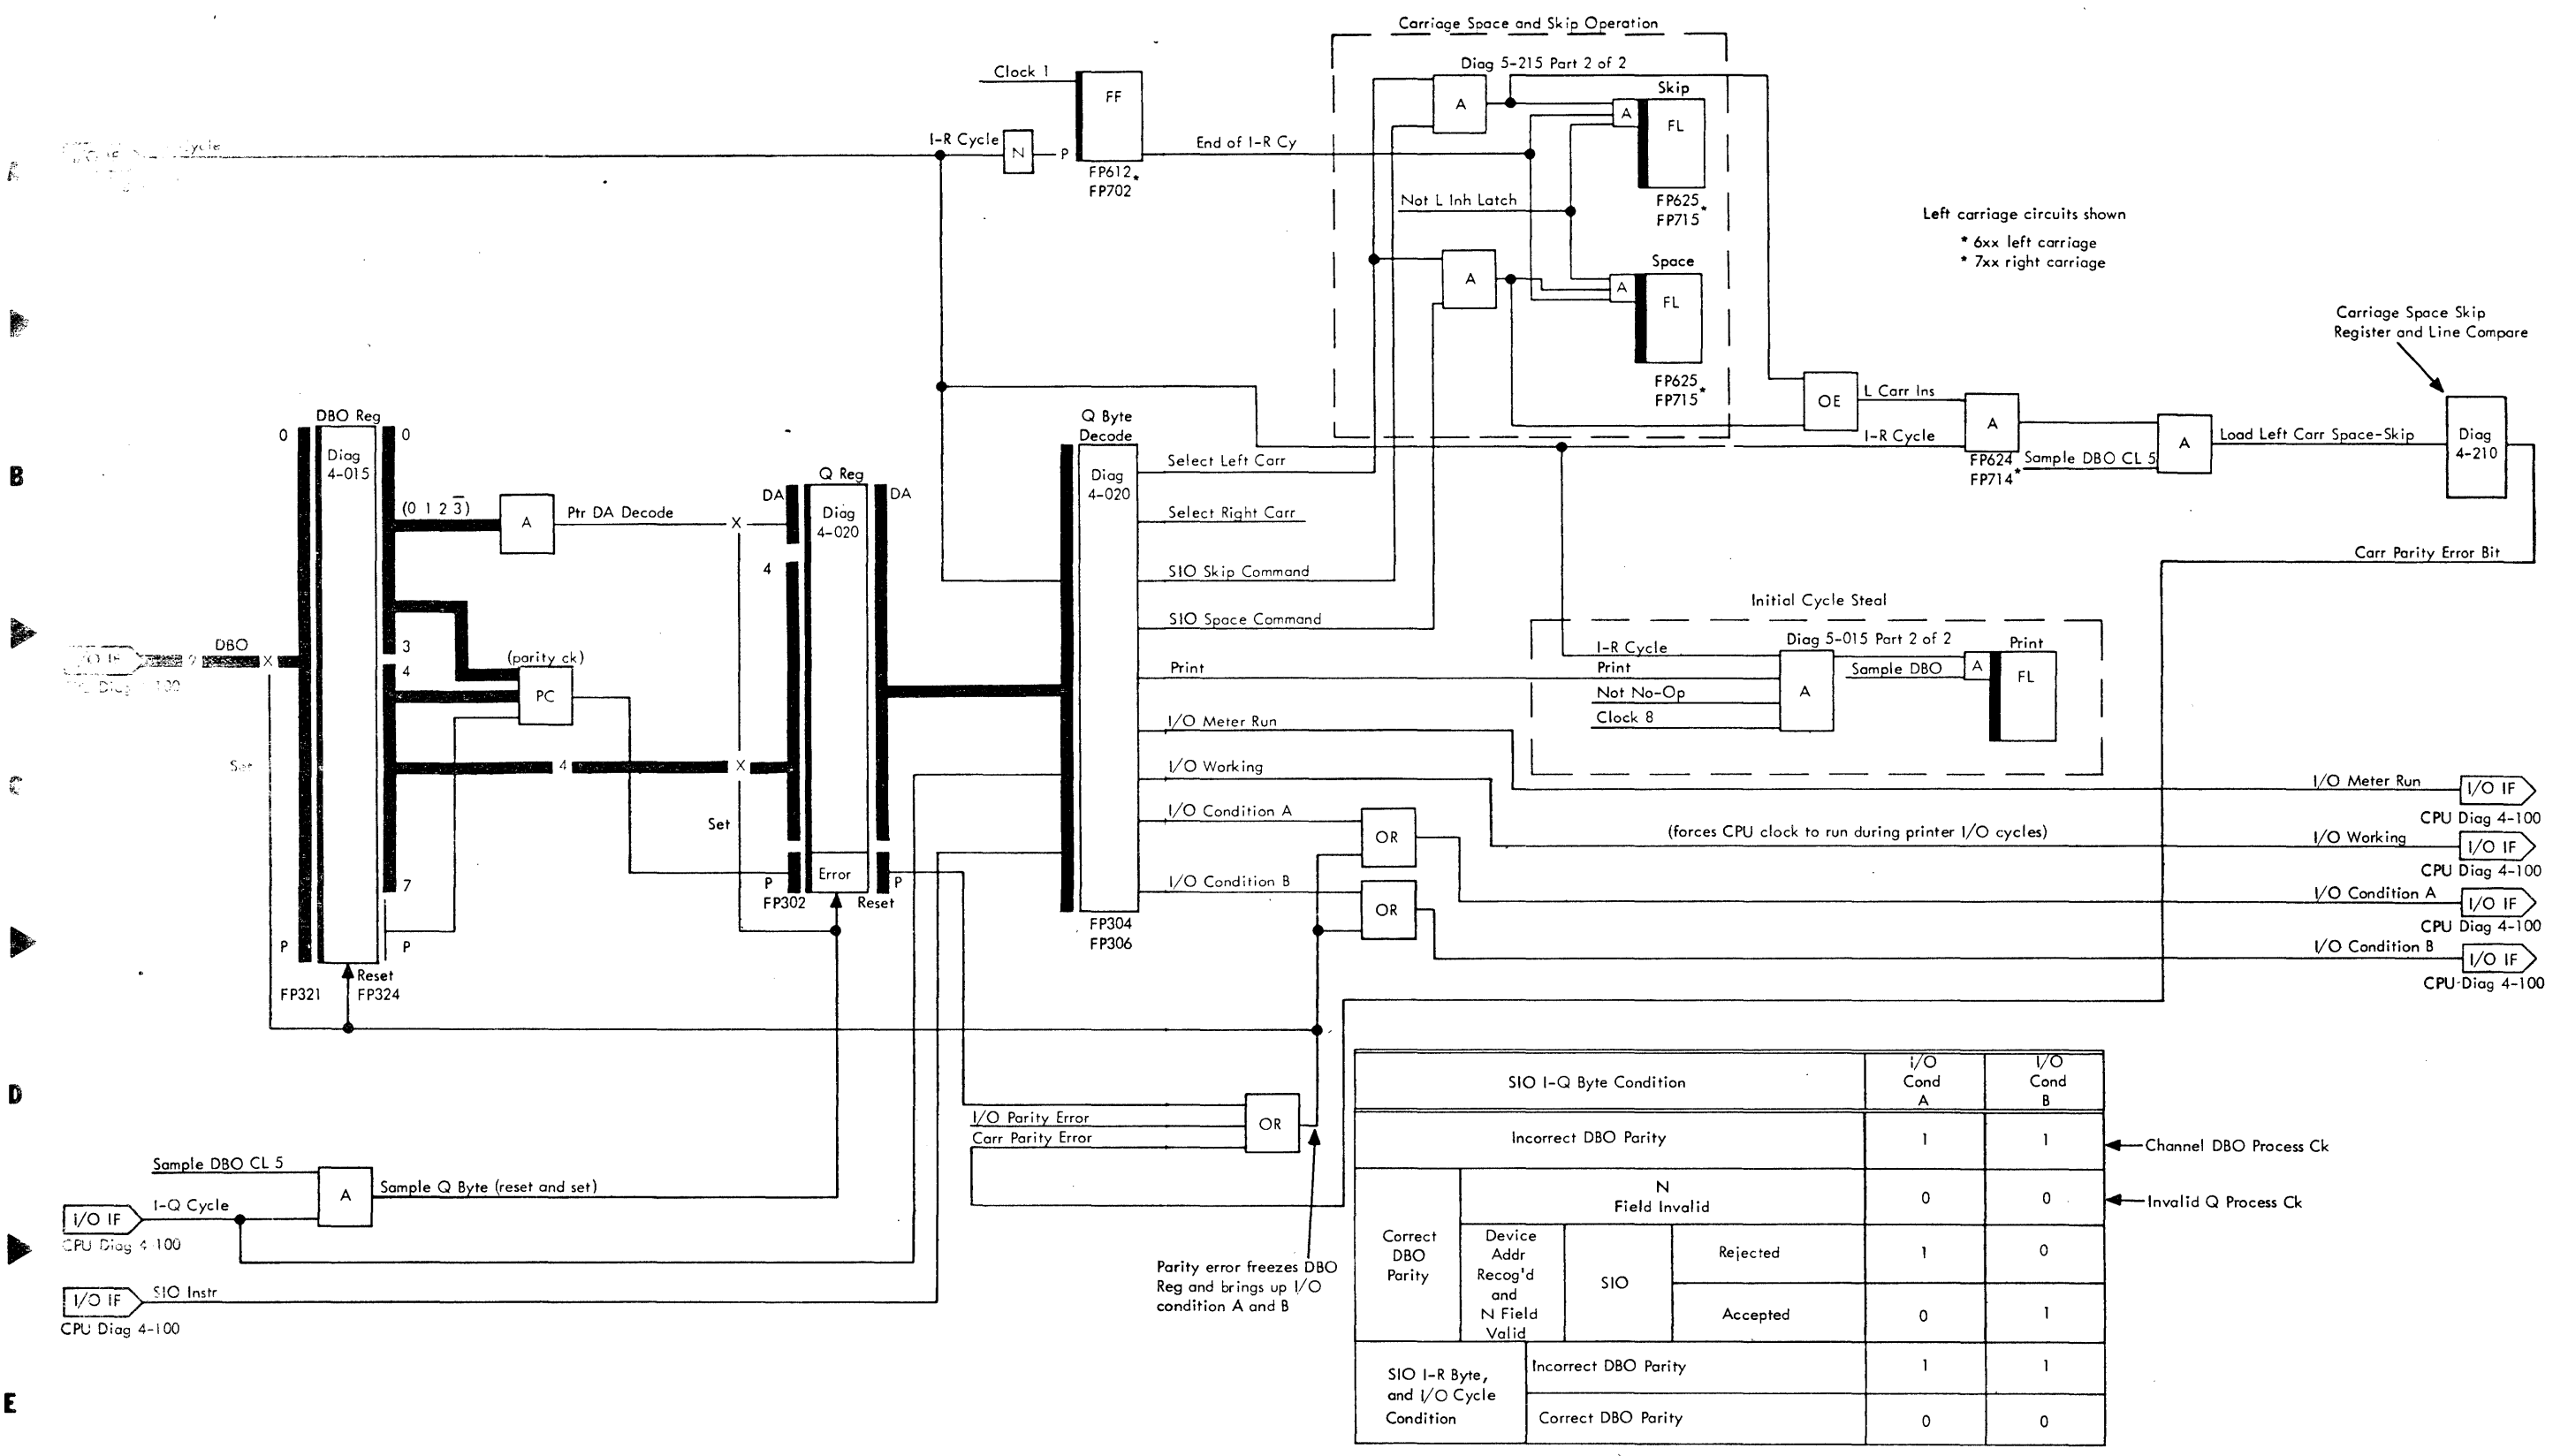 Carriage Space and Skip Operation
Diag 5-215 Part 2 of 2
Clock 1
FF
Skip
A
A
FL
I-R Cycle
N
P
End of I-R Cy
FP612*
FP702
Not L Inh Latch
FP625*
FP715
Left carriage circuits shown
* 6xx left carriage
* 7xx right carriage
A
Space
A
FL
FP625*
FP715
Carriage Space Skip
Register and Line Compare
A
B
C
D
E
DBO Reg
Diag
4-015
0
0
(0 1 2 3̅)
A
Ptr DA Decode
X
Q Reg
DA
DA
Diag
4-020
4
Q Byte
Decode
Diag
4-020
Select Left Carr
Select Right Carr
SIO Skip Command
SIO Space Command
Print
I/O Meter Run
I/O Working
I/O Condition A
I/O Condition B
OE
L Carr Ins
I-R Cycle
A
FP624
FP714*
Sample DBO CL 5
A
Load Left Carr Space-Skip
Diag
4-210
Carr Parity Error Bit
Initial Cycle Steal
Diag 5-015 Part 2 of 2
I-R Cycle
Print
Not No-Op
Clock 8
A
Sample DBO
A
Print
FL
DBO
X
3
4
(parity ck)
PC
4
X
Set
7
P
P
Reset
FP321
FP324
P
Error
P
FP302
Reset
FP304
FP306
OR
OR
(forces CPU clock to run during printer I/O cycles)
I/O Meter Run
I/O IF
CPU Diag 4-100
I/O Working
I/O IF
CPU Diag 4-100
I/O Condition A
I/O IF
CPU Diag 4-100
I/O Condition B
I/O IF
CPU Diag 4-100
I/O Parity Error
Carr Parity Error
OR
Sample DBO CL 5
A
Sample Q Byte (reset and set)
I/O IF
I-Q Cycle
CPU Diag 4-100
I/O IF
SIO Instr
CPU Diag 4-100
Parity error freezes DBO
Reg and brings up I/O
condition A and B
SIO I-Q Byte Condition
I/O
Cond
A
I/O
Cond
B
Incorrect DBO Parity
1
1
Channel DBO Process Ck
Correct
DBO
Parity
N
Field Invalid
0
0
Invalid Q Process Ck
Device
Addr
Recog'd
and
N Field
Valid
SIO
Rejected
1
0
Accepted
0
1
SIO I-R Byte,
and I/O Cycle
Condition
Incorrect DBO Parity
1
1
Correct DBO Parity
0
0